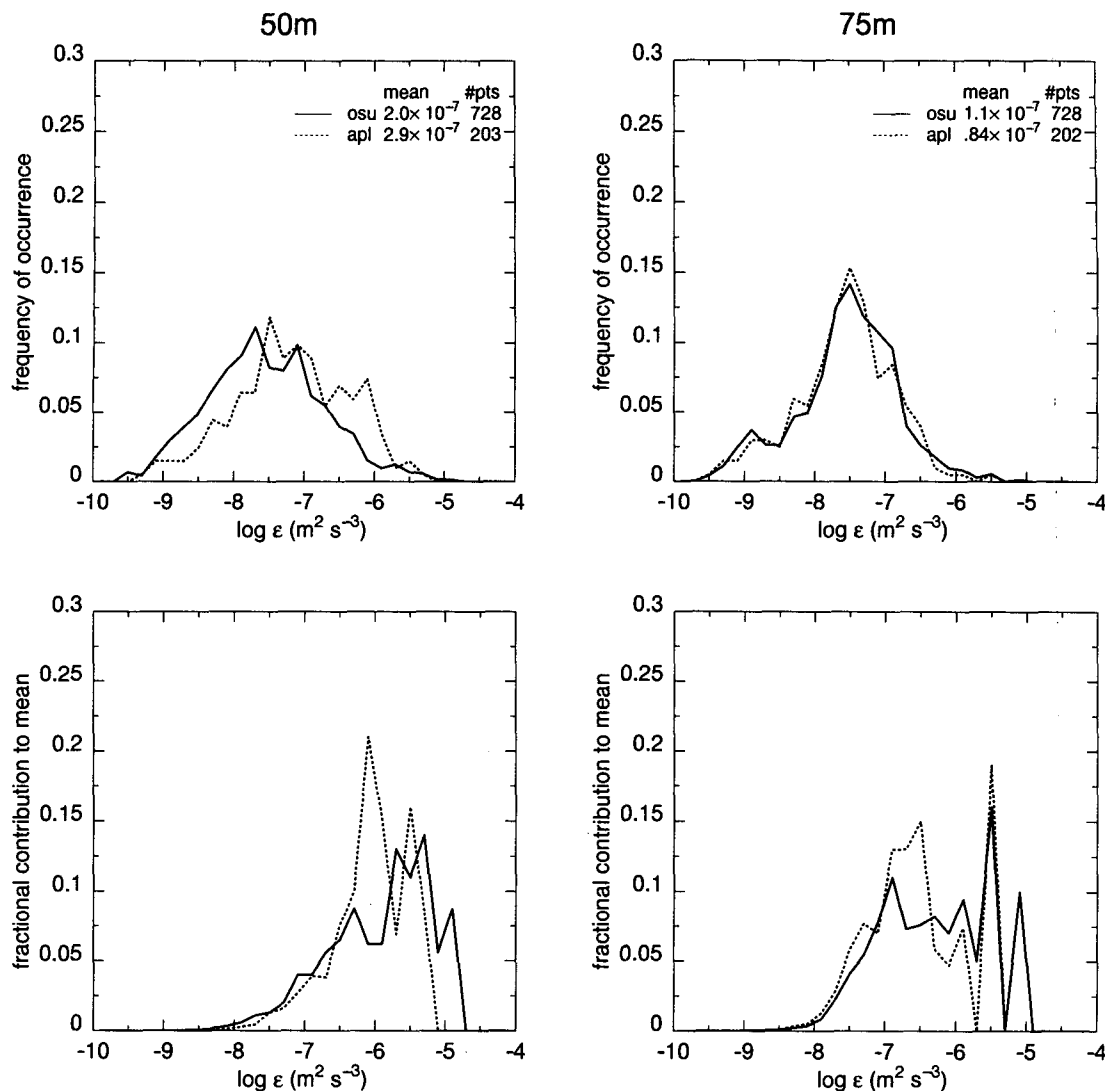 50m
0.3
0.25
0.2
0.15
0.1
0.05
0
frequency of occurrence
mean #pts
osu 2.0× 10⁻⁷ 728
apl 2.9× 10⁻⁷ 203
-10 -9 -8 -7 -6 -5 -4
log ε (m² s⁻³)
75m
0.3
0.25
0.2
0.15
0.1
0.05
0
frequency of occurrence
mean #pts
osu 1.1× 10⁻⁷ 728
apl .84× 10⁻⁷ 202
-10 -9 -8 -7 -6 -5 -4
log ε (m² s⁻³)
0.3
0.25
0.2
0.15
0.1
0.05
0
fractional contribution to mean
-10 -9 -8 -7 -6 -5 -4
log ε (m² s⁻³)
0.3
0.25
0.2
0.15
0.1
0.05
0
fractional contribution to mean
-10 -9 -8 -7 -6 -5 -4
log ε (m² s⁻³)